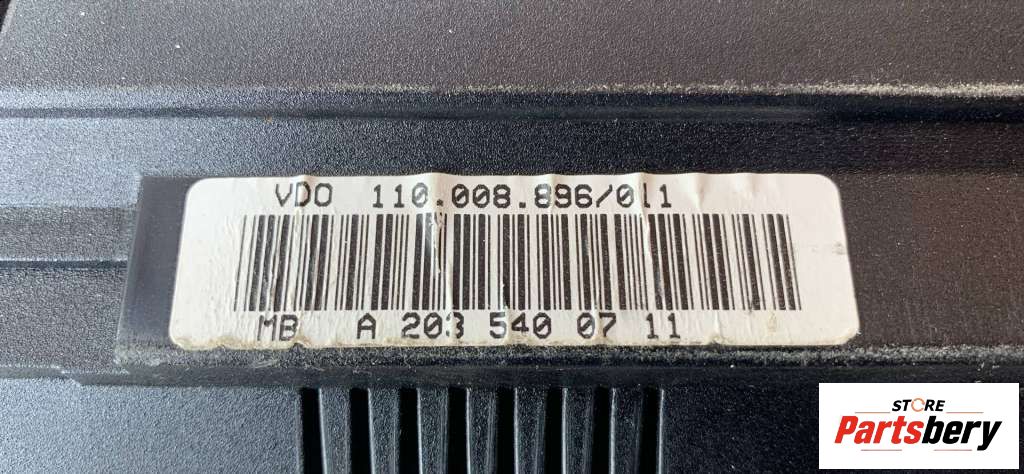 VDO 110.008.896/011
MB A 203 540 07 11
STORE
Partsbery